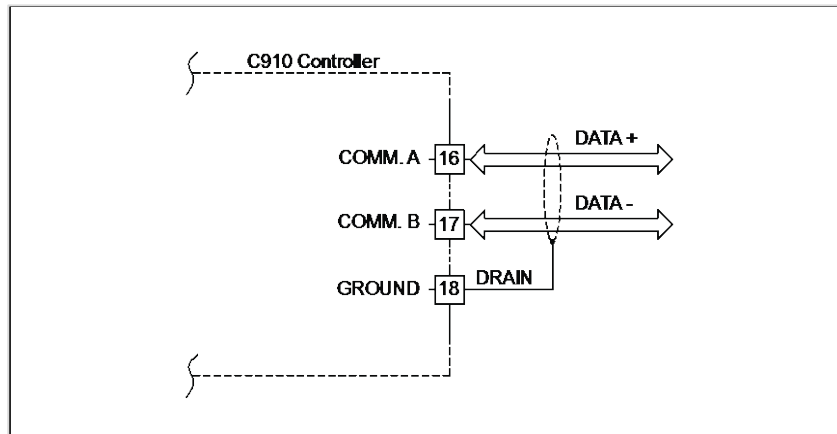 C910 Controller
COMM. A 16 DATA +
COMM. B 17 DATA -
GROUND 18 DRAIN